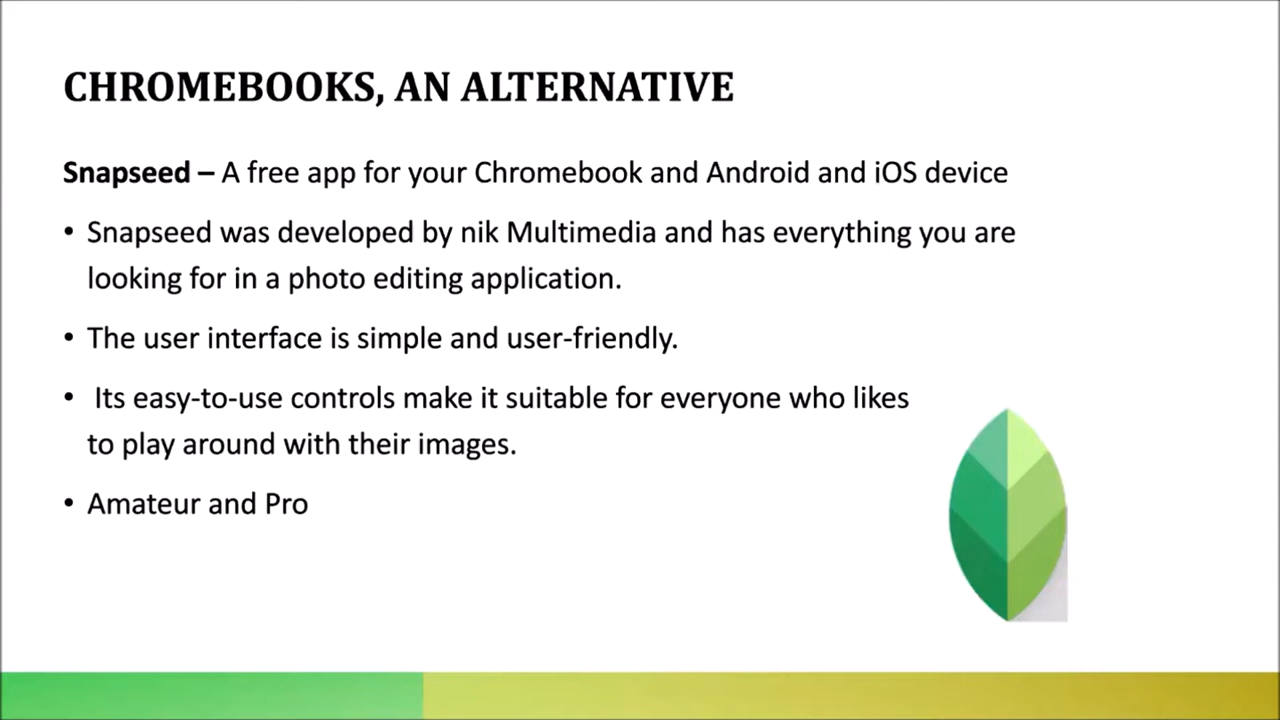 CHROMEBOOKS, AN ALTERNATIVE
Snapseed – A free app for your Chromebook and Android and iOS device
• Snapseed was developed by nik Multimedia and has everything you are
looking for in a photo editing application.
• The user interface is simple and user-friendly.
• Its easy-to-use controls make it suitable for everyone who likes
to play around with their images.
• Amateur and Pro